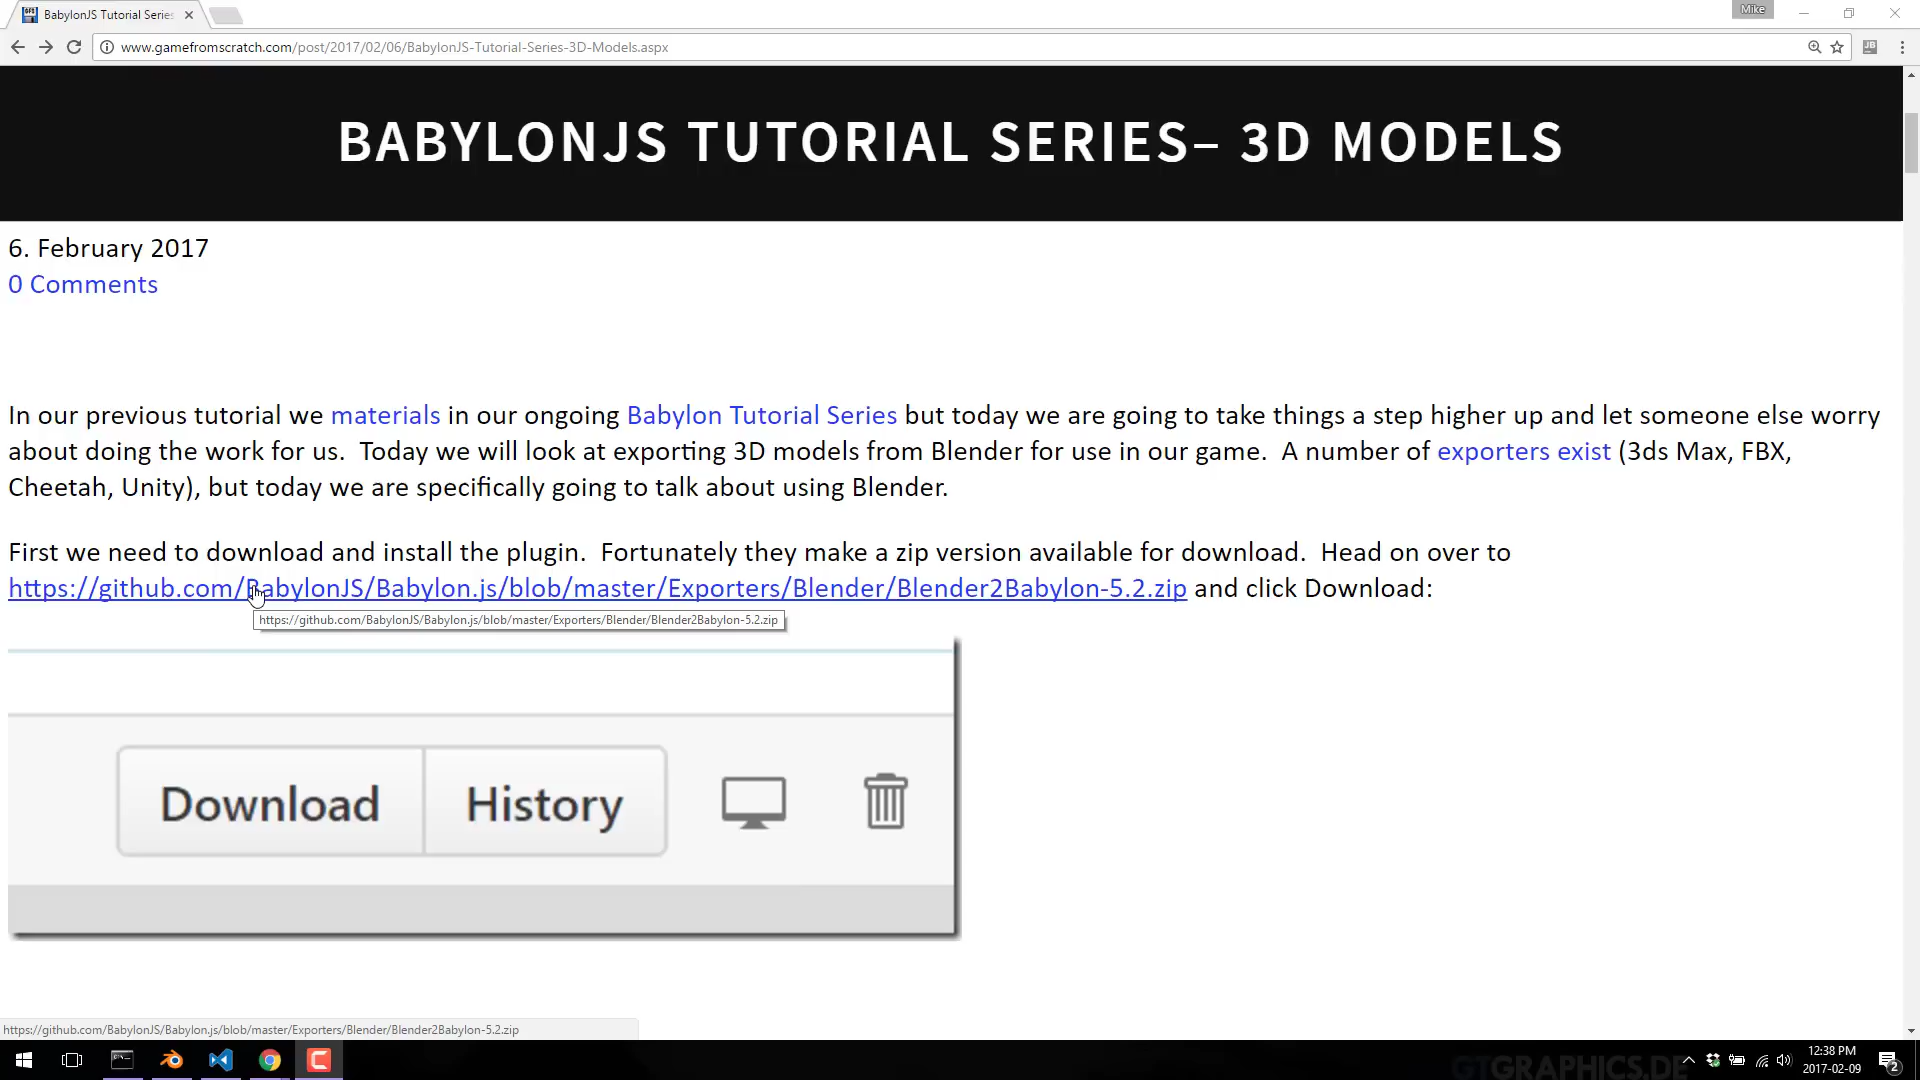 BabylonJS Tutorial Series
Mike
www.gamefromscratch.com/post/2017/02/06/BabylonJS-Tutorial-Series-3D-Models.aspx
JB
BABYLONJS TUTORIAL SERIES– 3D MODELS
6. February 2017
0 Comments
In our previous tutorial we materials in our ongoing Babylon Tutorial Series but today we are going to take things a step higher up and let someone else worry
about doing the work for us.  Today we will look at exporting 3D models from Blender for use in our game.  A number of exporters exist (3ds Max, FBX,
Cheetah, Unity), but today we are specifically going to talk about using Blender.
First we need to download and install the plugin.  Fortunately they make a zip version available for download.  Head on over to
https://github.com/BabylonJS/Babylon.js/blob/master/Exporters/Blender/Blender2Babylon-5.2.zip and click Download:
https://github.com/BabylonJS/Babylon.js/blob/master/Exporters/Blender/Blender2Babylon-5.2.zip
Download History
https://github.com/BabylonJS/Babylon.js/blob/master/Exporters/Blender/Blender2Babylon-5.2.zip
GTGRAPHICS.DE
12:38 PM
2017-02-09
2